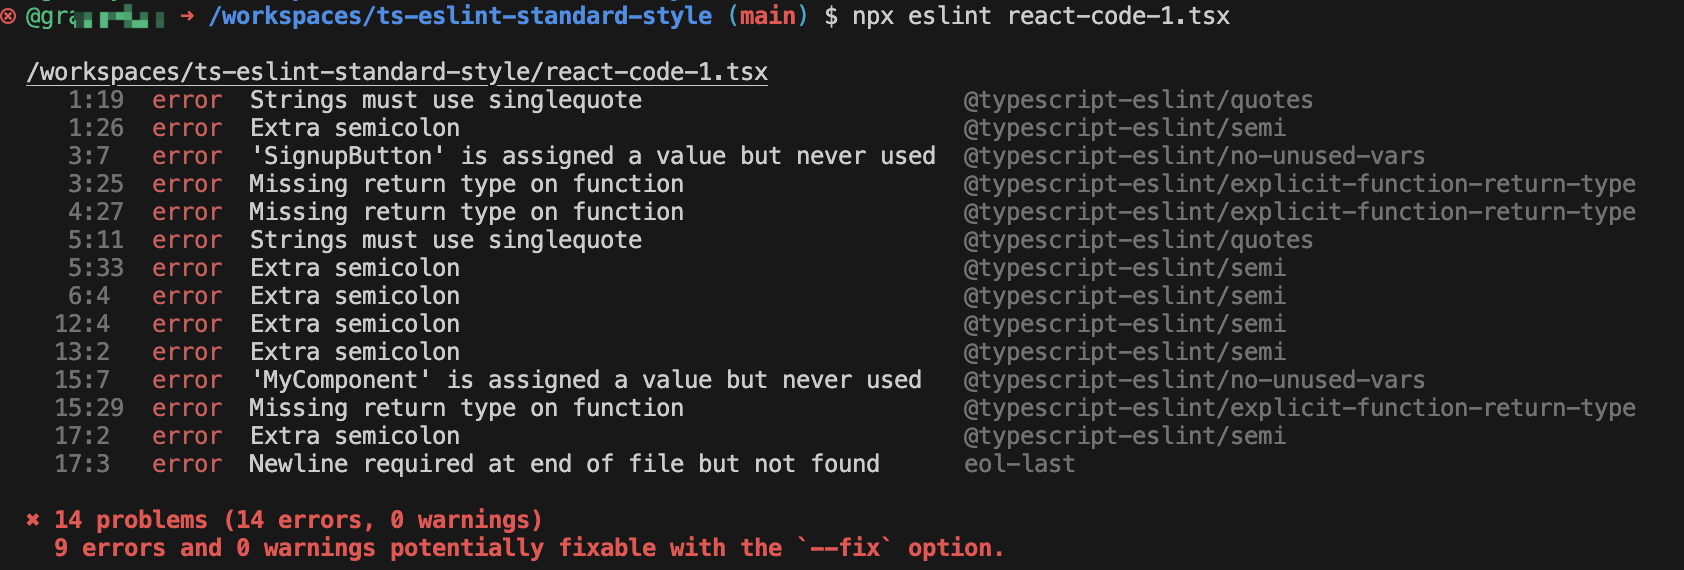 @gra → /workspaces/ts-eslint-standard-style (main) $ npx eslint react-code-1.tsx
/workspaces/ts-eslint-standard-style/react-code-1.tsx
1:19 error Strings must use singlequote @typescript-eslint/quotes
1:26 error Extra semicolon @typescript-eslint/semi
3:7 error 'SignupButton' is assigned a value but never used @typescript-eslint/no-unused-vars
3:25 error Missing return type on function @typescript-eslint/explicit-function-return-type
4:27 error Missing return type on function @typescript-eslint/explicit-function-return-type
5:11 error Strings must use singlequote @typescript-eslint/quotes
5:33 error Extra semicolon @typescript-eslint/semi
6:4 error Extra semicolon @typescript-eslint/semi
12:4 error Extra semicolon @typescript-eslint/semi
13:2 error Extra semicolon @typescript-eslint/semi
15:7 error 'MyComponent' is assigned a value but never used @typescript-eslint/no-unused-vars
15:29 error Missing return type on function @typescript-eslint/explicit-function-return-type
17:2 error Extra semicolon @typescript-eslint/semi
17:3 error Newline required at end of file but not found eol-last
✖ 14 problems (14 errors, 0 warnings)
9 errors and 0 warnings potentially fixable with the `--fix` option.